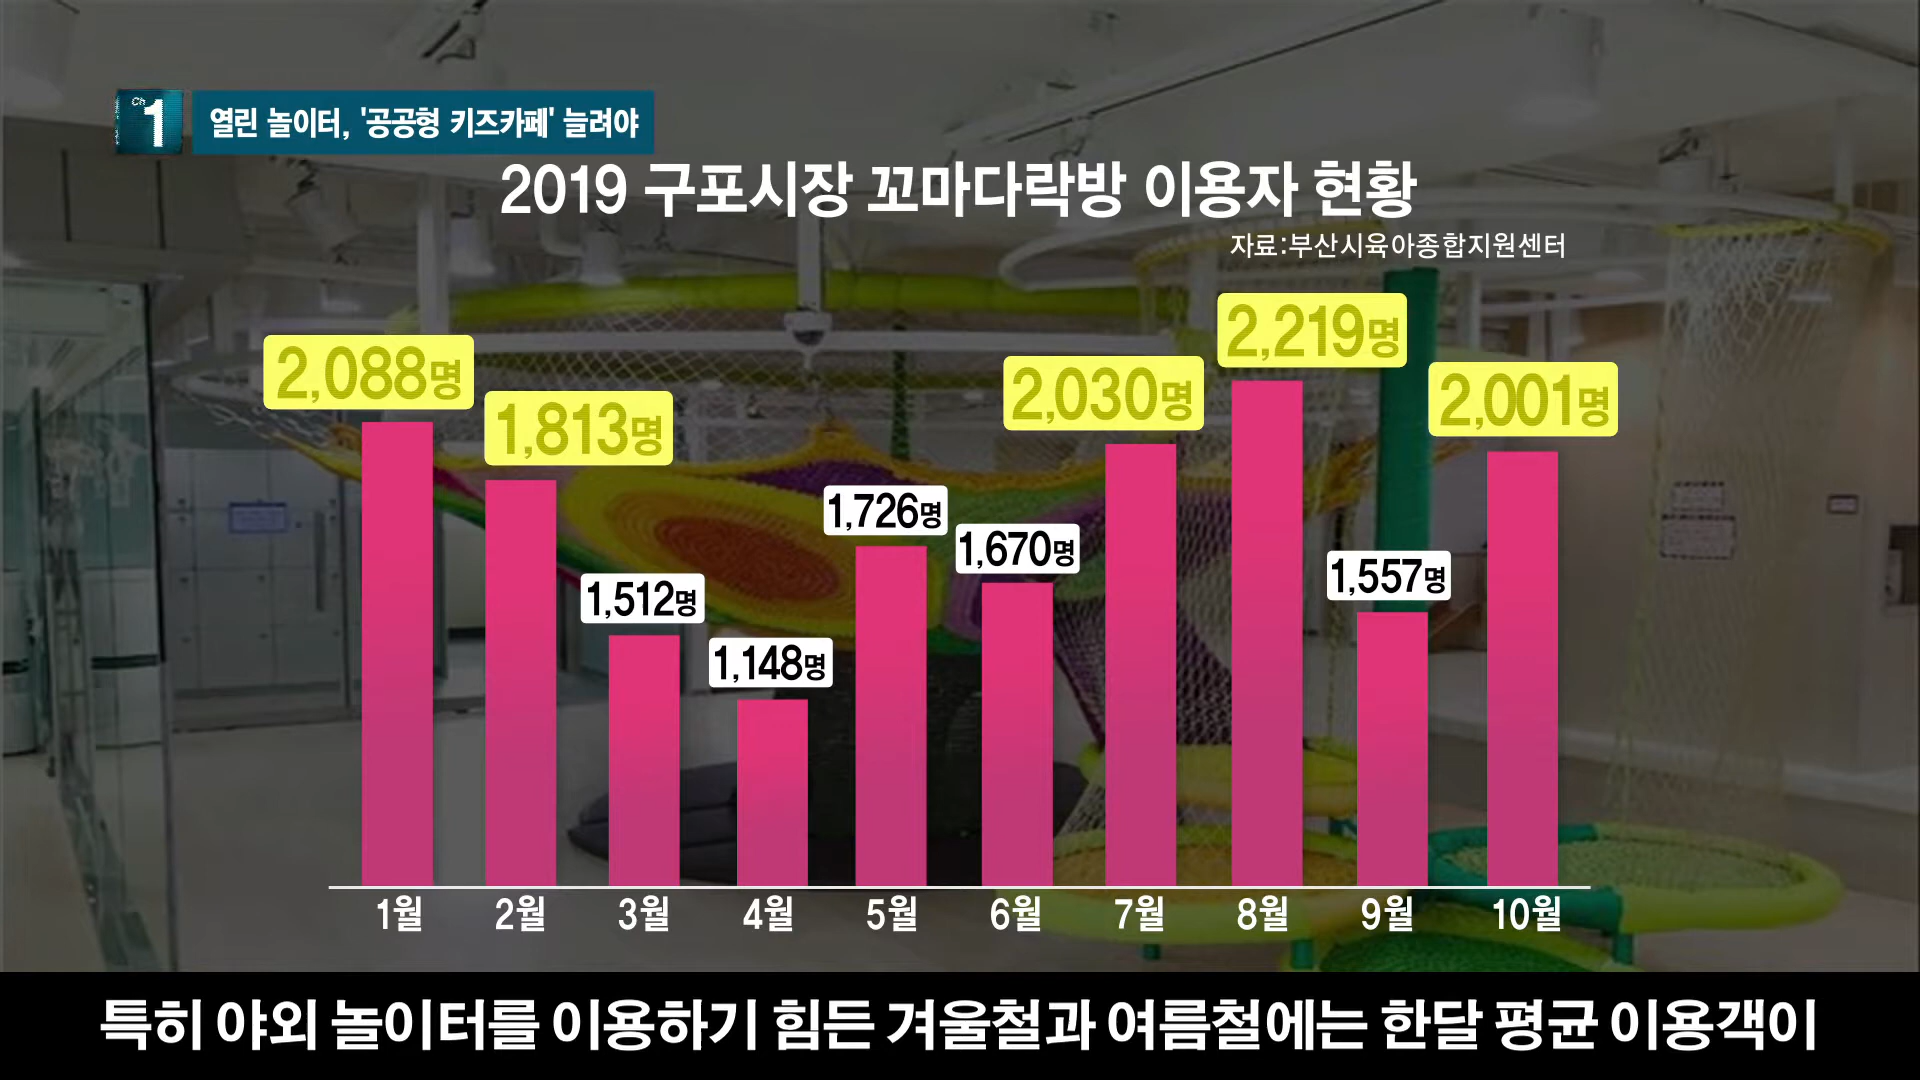 Ch 1
열린 놀이터, '공공형 키즈카페' 늘려야
2019 구포시장 꼬마다락방 이용자 현황
자료:부산시육아종합지원센터
2,088명
1,813명
1,512명
1,148명
1,726명
1,670명
2,030명
2,219명
1,557명
2,001명
1월 2월 3월 4월 5월 6월 7월 8월 9월 10월
특히 야외 놀이터를 이용하기 힘든 겨울철과 여름철에는 한달 평균 이용객이